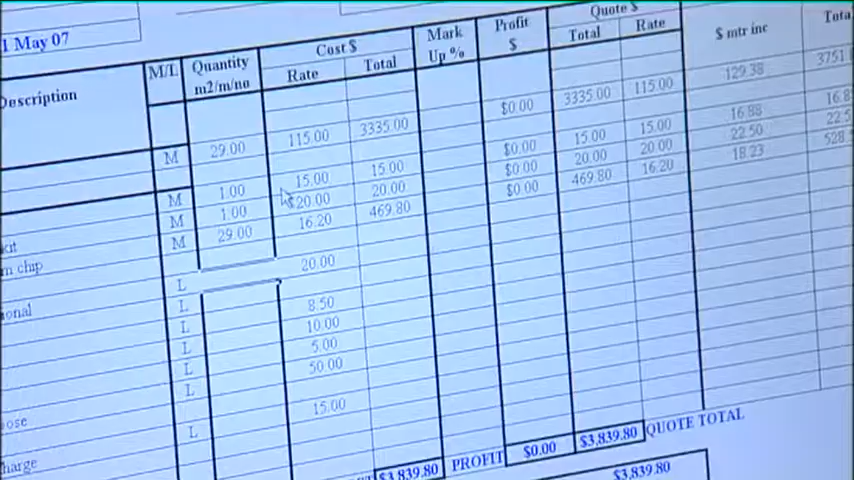 1 May 07
Description M/L Quantity m2/m/no Cost $ Rate Total Mark Up % Profit $ Quote $ Total Rate $ mtr inc Total
M 29.00 115.00 3335.00 $0.00 3335.00 115.00 129.38 3751
M 1.00 15.00 15.00 $0.00 15.00 15.00 16.88 16.8
kit M 1.00 $20.00 20.00 $0.00 20.00 20.00 22.50 22.5
m chip M 29.00 16.20 469.80 $0.00 469.80 16.20 18.23 528
L 20.00
ional L
L 8.50
L 10.00
L 5.00
L 50.00
ose L 15.00
harge
$3,839.80 PROFIT $0.00 $3,839.80 QUOTE TOTAL
$3,839.80